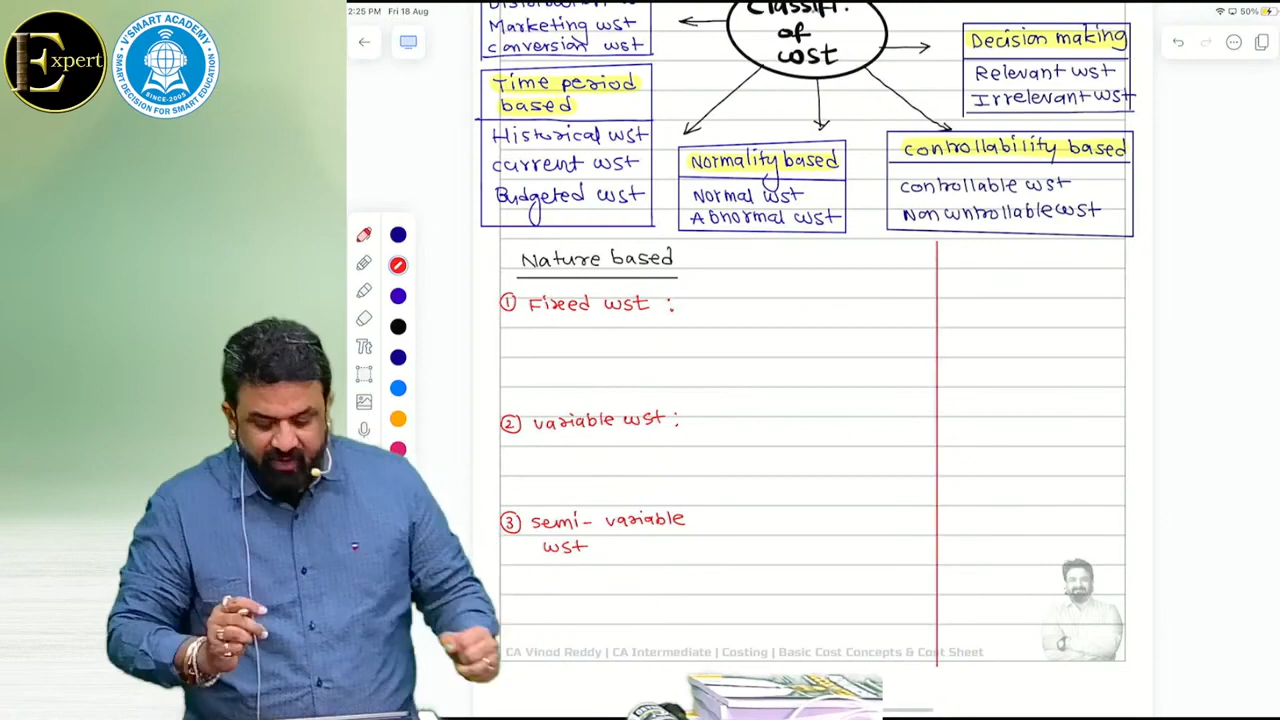 2:25 PM Fri 18 Aug
50%
Expert
V'SMART ACADEMY
SINCE-2005
SMART DECISION FOR SMART EDUCATION
Marketing cost
conversion cost
Classifi.
of
cost
Decision making
Relevant cost
Irrelevant cost
Time period
based
Historical cost
current cost
Budgeted cost
Normality based
Normal cost
Abnormal cost
controllability based
controllable cost
Non controllable cost
Nature based
① Fixed cost :
② variable cost :
③ semi-variable
cost
Tt
CA Vinod Reddy | CA Intermediate | Costing | Basic Cost Concepts & Cost Sheet